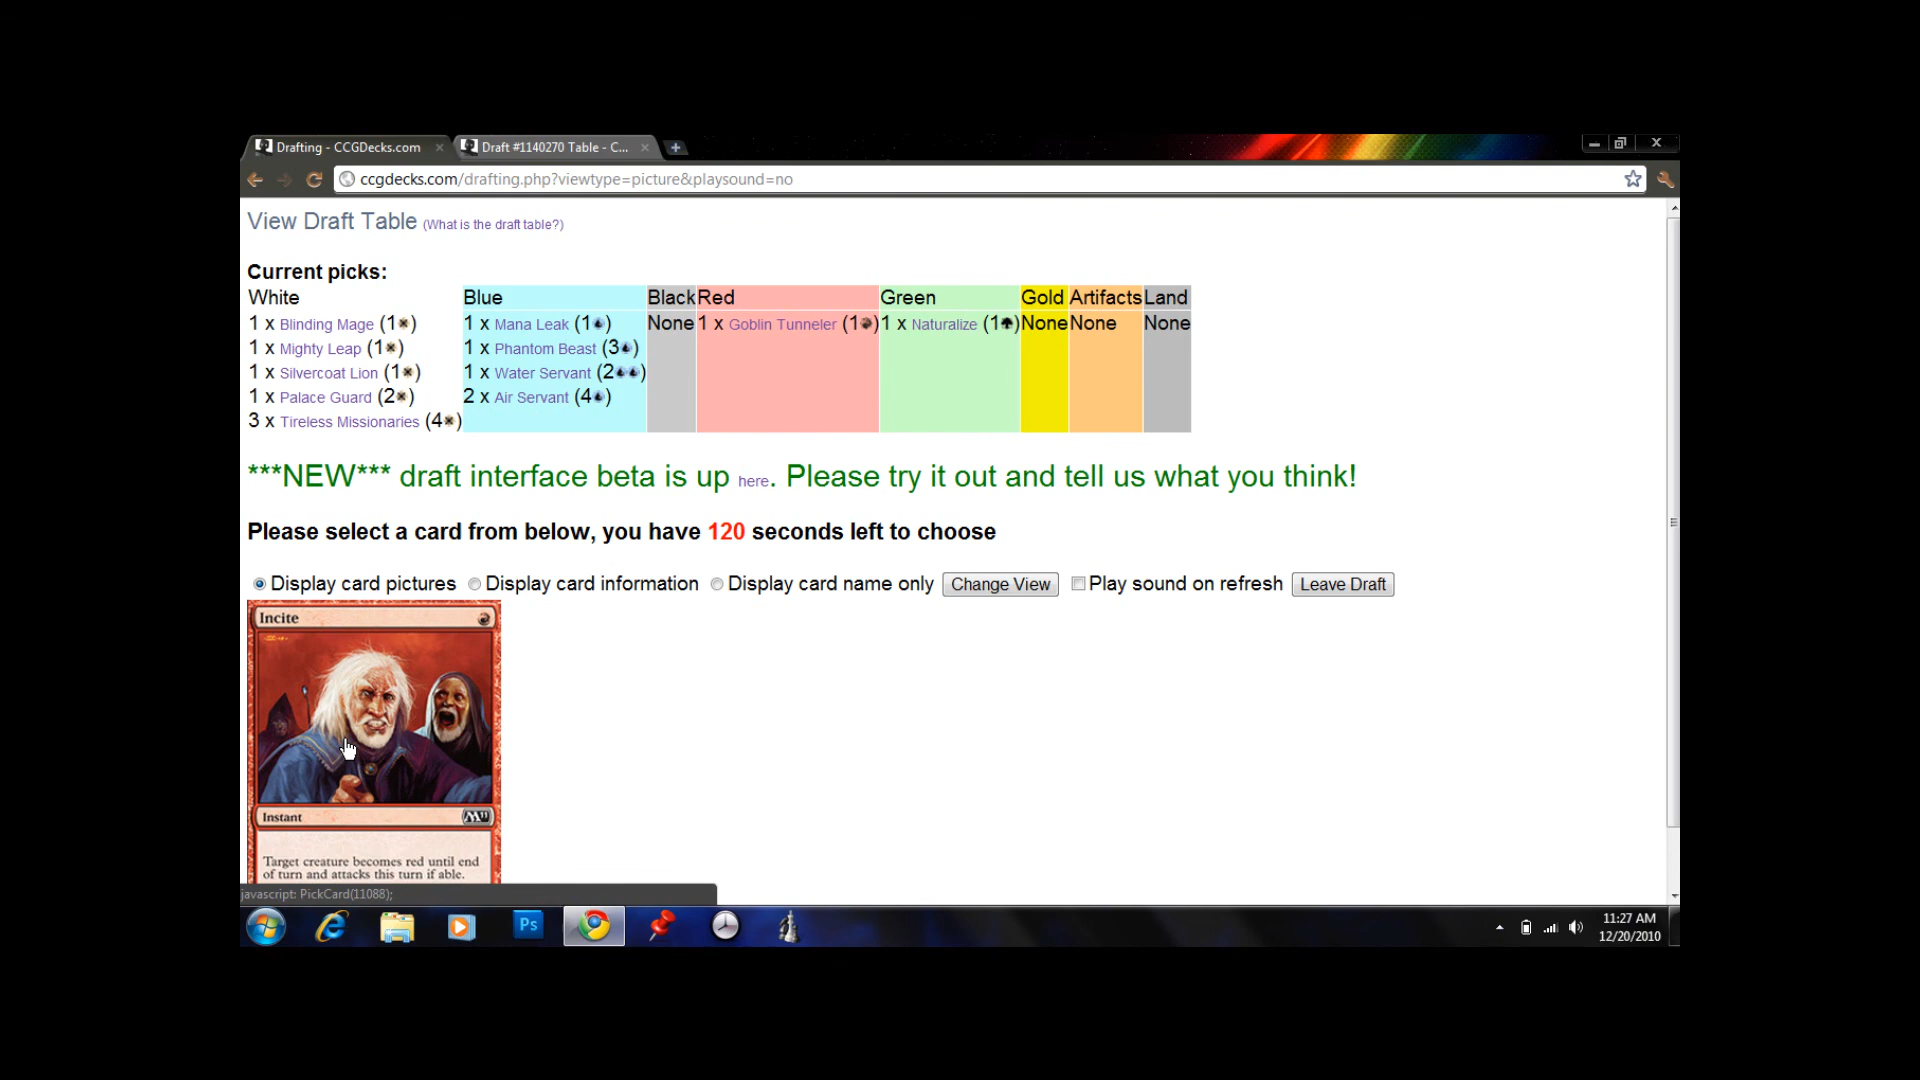 Drafting - CCGDecks.com
Draft #1140270 Table - C...
ccgdecks.com/drafting.php?viewtype=picture&playsound=no
View Draft Table (What is the draft table?)
Current picks:
White Blue Black Red Green Gold Artifacts Land
1 x Blinding Mage (1) 1 x Mana Leak (1) None 1 x Goblin Tunneler (1) 1 x Naturalize (1) None None None
1 x Mighty Leap (1) 1 x Phantom Beast (3)
1 x Silvercoat Lion (1) 1 x Water Servant (2)
1 x Palace Guard (2) 2 x Air Servant (4)
3 x Tireless Missionaries (4)
***NEW*** draft interface beta is up here. Please try it out and tell us what you think!
Please select a card from below, you have 120 seconds left to choose
Display card pictures Display card information Display card name only Change View Play sound on refresh Leave Draft
Incite
Instant
M11
Target creature becomes red until end
of turn and attacks this turn if able.
javascript: PickCard(11088);
Ps
11:27 AM
12/20/2010